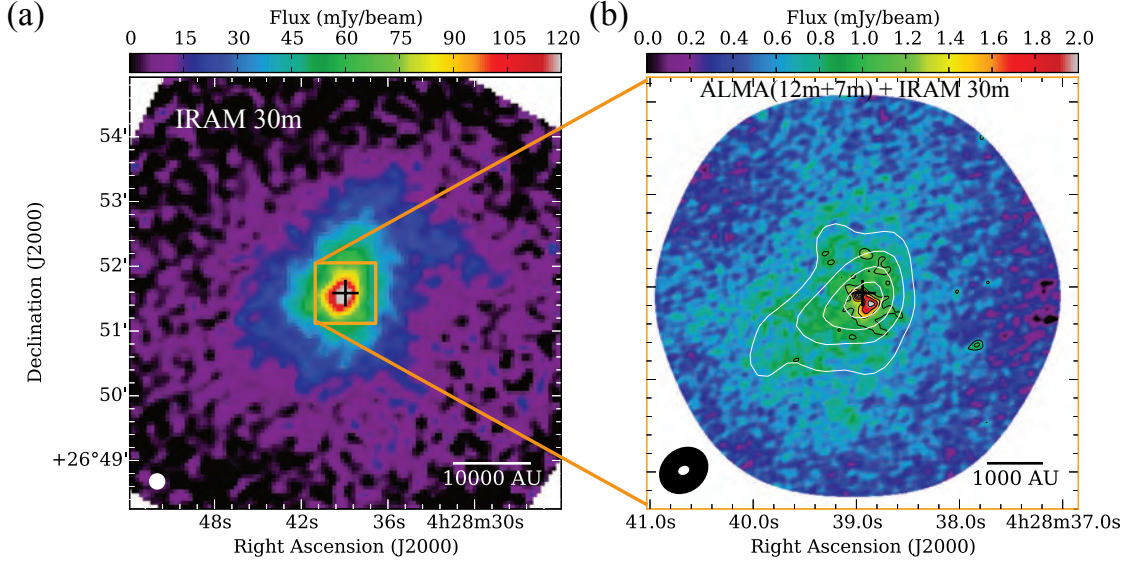 (a)
Flux (mJy/beam)
0 15 30 45 60 75 90 105 120
IRAM 30m
54'
53'
52'
51'
50'
+26°49'
Declination (J2000)
10000 AU
48s 42s 36s 4h28m30s
Right Ascension (J2000)
(b)
Flux (mJy/beam)
0.0 0.2 0.4 0.6 0.8 1.0 1.2 1.4 1.6 1.8 2.0
ALMA(12m+7m) + IRAM 30m
1000 AU
41.0s 40.0s 39.0s 38.0s 4h28m37.0s
Right Ascension (J2000)